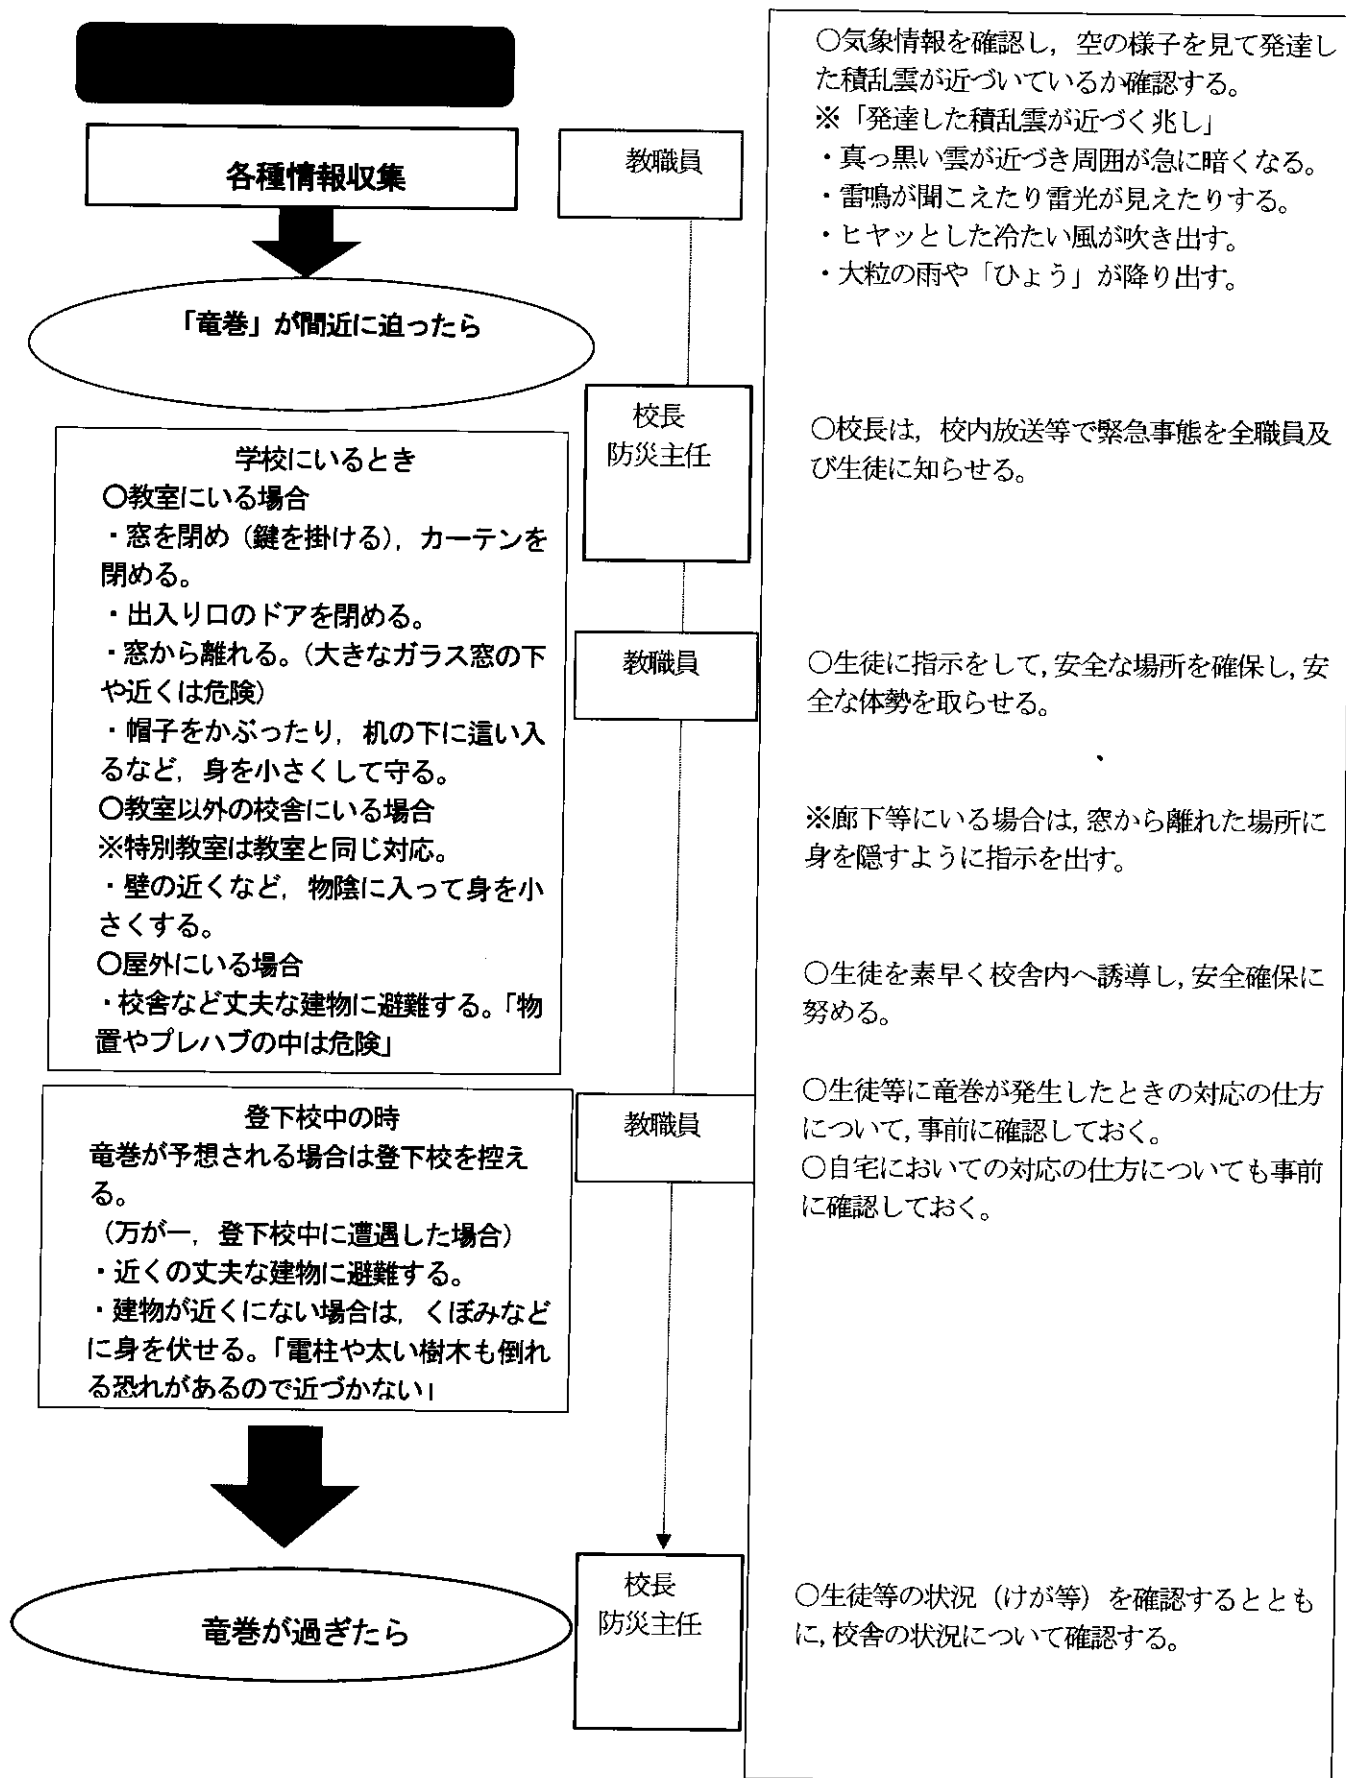 各種情報収集
「竜巻」が間近に迫ったら
学校にいるとき
○教室にいる場合
・窓を閉め（鍵を掛ける），カーテンを
閉める。
・出入り口のドアを閉める。
・窓から離れる。（大きなガラス窓の下
や近くは危険）
・帽子をかぶったり，机の下に這い入
るなど，身を小さくして守る。
○教室以外の校舎にいる場合
※特別教室は教室と同じ対応。
・壁の近くなど，物陰に入って身を小
さくする。
○屋外にいる場合
・校舎など丈夫な建物に避難する。「物
置やプレハブの中は危険」
登下校中の時
竜巻が予想される場合は登下校を控え
る。
（万が一，登下校中に遭遇した場合）
・近くの丈夫な建物に避難する。
・建物が近くにない場合は，くぼみなど
に身を伏せる。「電柱や太い樹木も倒れ
る恐れがあるので近づかない」
竜巻が過ぎたら
教職員
校長
防災主任
教職員
教職員
校長
防災主任
○気象情報を確認し，空の様子を見て発達し
た積乱雲が近づいているか確認する。
※「発達した積乱雲が近づく兆し」
・真っ黒い雲が近づき周囲が急に暗くなる。
・雷鳴が聞こえたり雷光が見えたりする。
・ヒヤッとした冷たい風が吹き出す。
・大粒の雨や「ひょう」が降り出す。
○校長は，校内放送等で緊急事態を全職員及
び生徒に知らせる。
○生徒に指示をして，安全な場所を確保し，安
全な体勢を取らせる。
※廊下等にいる場合は，窓から離れた場所に
身を隠すように指示を出す。
○生徒を素早く校舎内へ誘導し，安全確保に
努める。
○生徒等に竜巻が発生したときの対応の仕方
について，事前に確認しておく。
○自宅においての対応の仕方についても事前
に確認しておく。
○生徒等の状況（けが等）を確認するととも
に，校舎の状況について確認する。